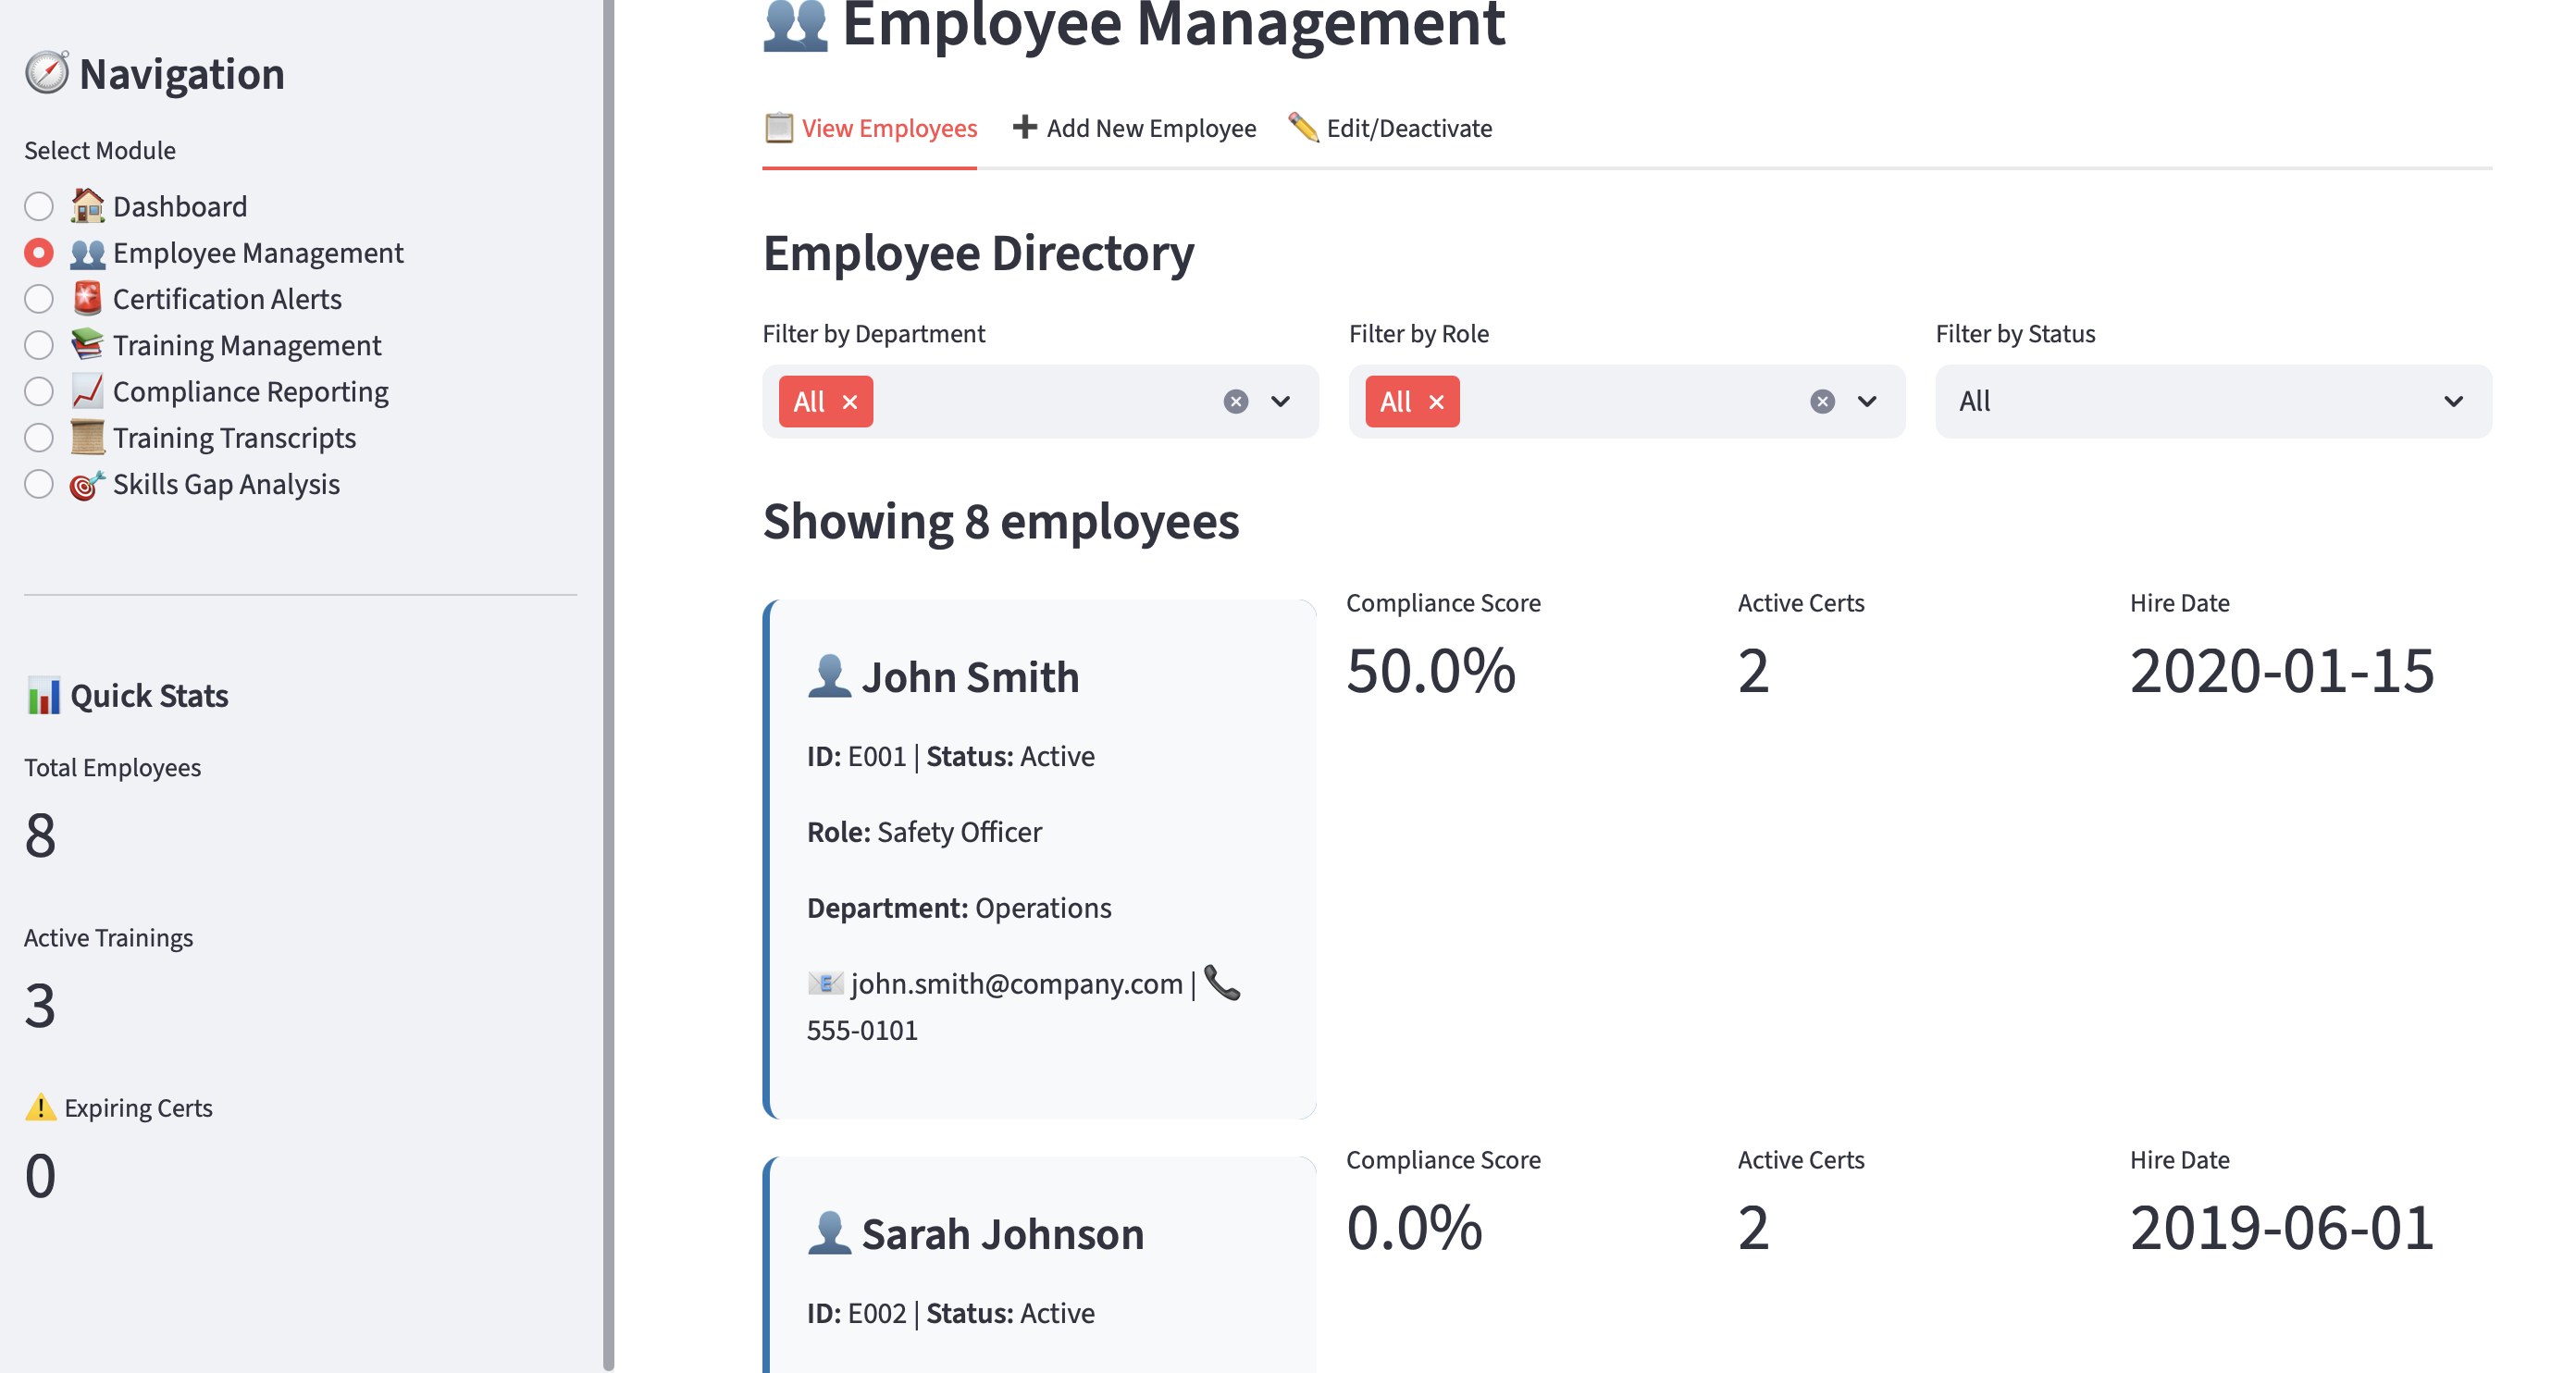 Navigation
Select Module
Dashboard
Employee Management
Certification Alerts
Training Management
Compliance Reporting
Training Transcripts
Skills Gap Analysis
Quick Stats
Total Employees
8
Active Trainings
3
Expiring Certs
0
Employee Management
View Employees
Add New Employee
Edit/Deactivate
Employee Directory
Filter by Department
All
Filter by Role
All
Filter by Status
All
Showing 8 employees
John Smith
ID: E001 | Status: Active
Role: Safety Officer
Department: Operations
john.smith@company.com |
555-0101
Compliance Score
50.0%
Active Certs
2
Hire Date
2020-01-15
Sarah Johnson
ID: E002 | Status: Active
Compliance Score
0.0%
Active Certs
2
Hire Date
2019-06-01